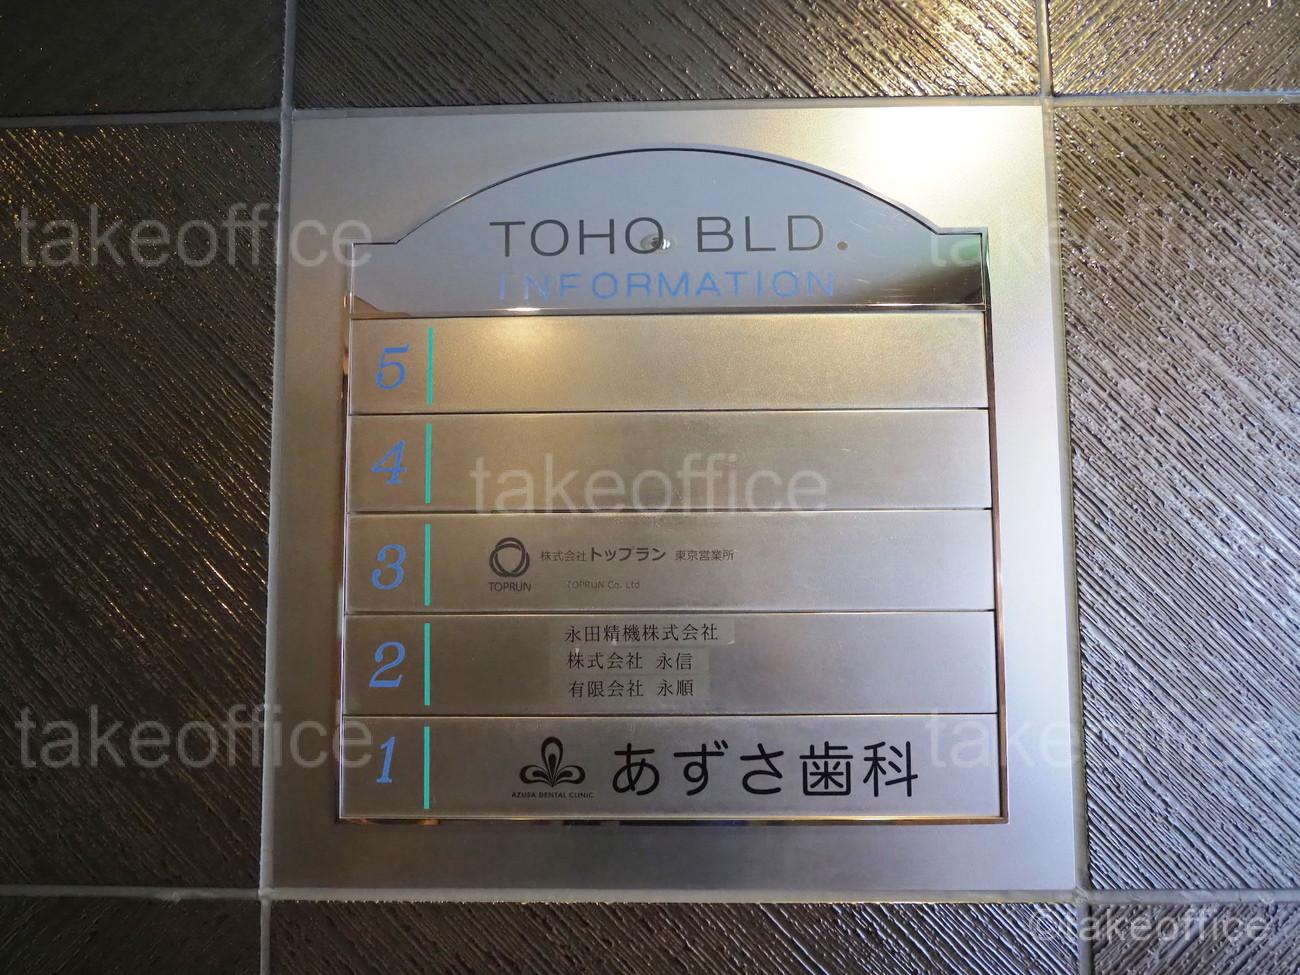 TOHO BLD.
INFORMATION
takeoffice takeoffice
5
4
takeoffice
3
株式会社トップラン 東京営業所
TOPRUN
TOPRUN Co. Ltd
2
永田精機株式会社
株式会社 永信
有限会社 永順
takeoffice takeoffice
1
あずさ歯科
AZUSA DENTAL CLINIC
©takeoffice